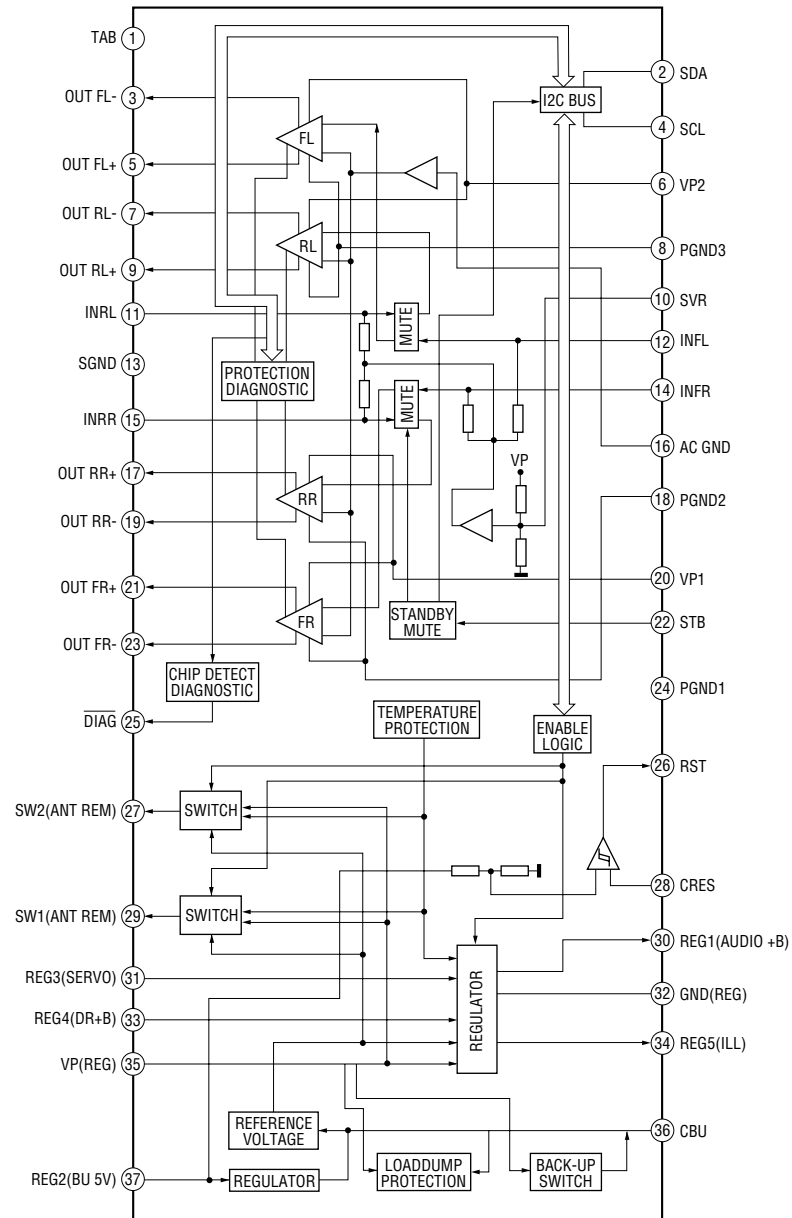 TAB 1
OUT FL- 3
OUT FL+ 5
OUT RL- 7
OUT RL+ 9
INRL 11
SGND 13
INRR 15
OUT RR+ 17
OUT RR- 19
OUT FR+ 21
OUT FR- 23
DIAG 25
SW2(ANT REM) 27
SW1(ANT REM) 29
REG3(SERVO) 31
REG4(DR+B) 33
VP(REG) 35
REG2(BU 5V) 37
FL
RL
MUTE
PROTECTION
DIAGNOSTIC
MUTE
VP
RR
FR
STANDBY
MUTE
CHIP DETECT
DIAGNOSTIC
TEMPERATURE
PROTECTION
ENABLE
LOGIC
SWITCH
SWITCH
REGULATOR
REFERENCE
VOLTAGE
REGULATOR
LOADDUMP
PROTECTION
BACK-UP
SWITCH
I2C BUS
2 SDA
4 SCL
6 VP2
8 PGND3
10 SVR
12 INFL
14 INFR
16 AC GND
18 PGND2
20 VP1
22 STB
24 PGND1
26 RST
28 CRES
30 REG1(AUDIO +B)
32 GND(REG)
34 REG5(ILL)
36 CBU